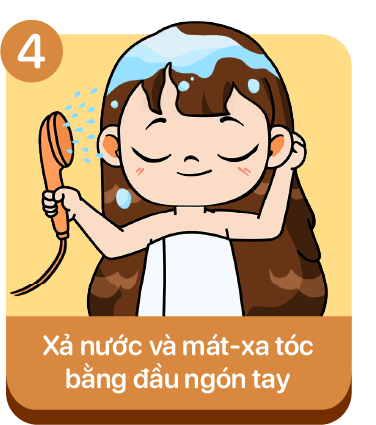 4
Xả nước và mát-xa tóc
bằng đầu ngón tay